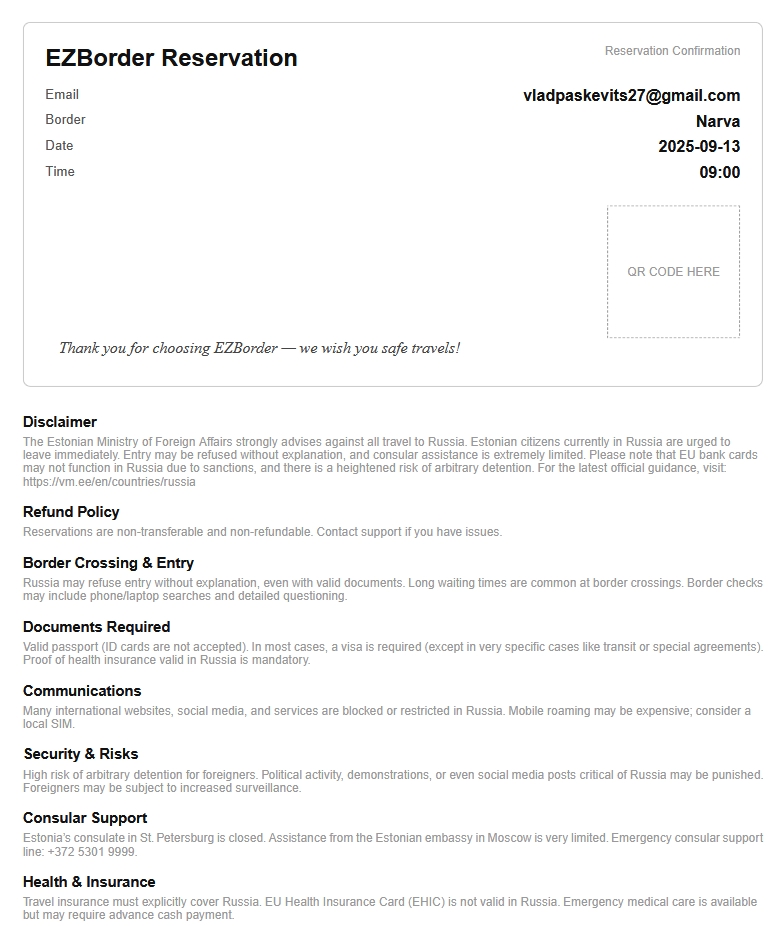 EZBorder Reservation
Reservation Confirmation
Email vladpaskevits27@gmail.com
Border Narva
Date 2025-09-13
Time 09:00
QR CODE HERE
Thank you for choosing EZBorder — we wish you safe travels!
Disclaimer
The Estonian Ministry of Foreign Affairs strongly advises against all travel to Russia. Estonian citizens currently in Russia are urged to
leave immediately. Entry may be refused without explanation, and consular assistance is extremely limited. Please note that EU bank cards
may not function in Russia due to sanctions, and there is a heightened risk of arbitrary detention. For the latest official guidance, visit:
https://vm.ee/en/countries/russia
Refund Policy
Reservations are non-transferable and non-refundable. Contact support if you have issues.
Border Crossing & Entry
Russia may refuse entry without explanation, even with valid documents. Long waiting times are common at border crossings. Border checks
may include phone/laptop searches and detailed questioning.
Documents Required
Valid passport (ID cards are not accepted). In most cases, a visa is required (except in very specific cases like transit or special agreements).
Proof of health insurance valid in Russia is mandatory.
Communications
Many international websites, social media, and services are blocked or restricted in Russia. Mobile roaming may be expensive; consider a
local SIM.
Security & Risks
High risk of arbitrary detention for foreigners. Political activity, demonstrations, or even social media posts critical of Russia may be punished.
Foreigners may be subject to increased surveillance.
Consular Support
Estonia’s consulate in St. Petersburg is closed. Assistance from the Estonian embassy in Moscow is very limited. Emergency consular support
line: +372 5301 9999.
Health & Insurance
Travel insurance must explicitly cover Russia. EU Health Insurance Card (EHIC) is not valid in Russia. Emergency medical care is available
but may require advance cash payment.